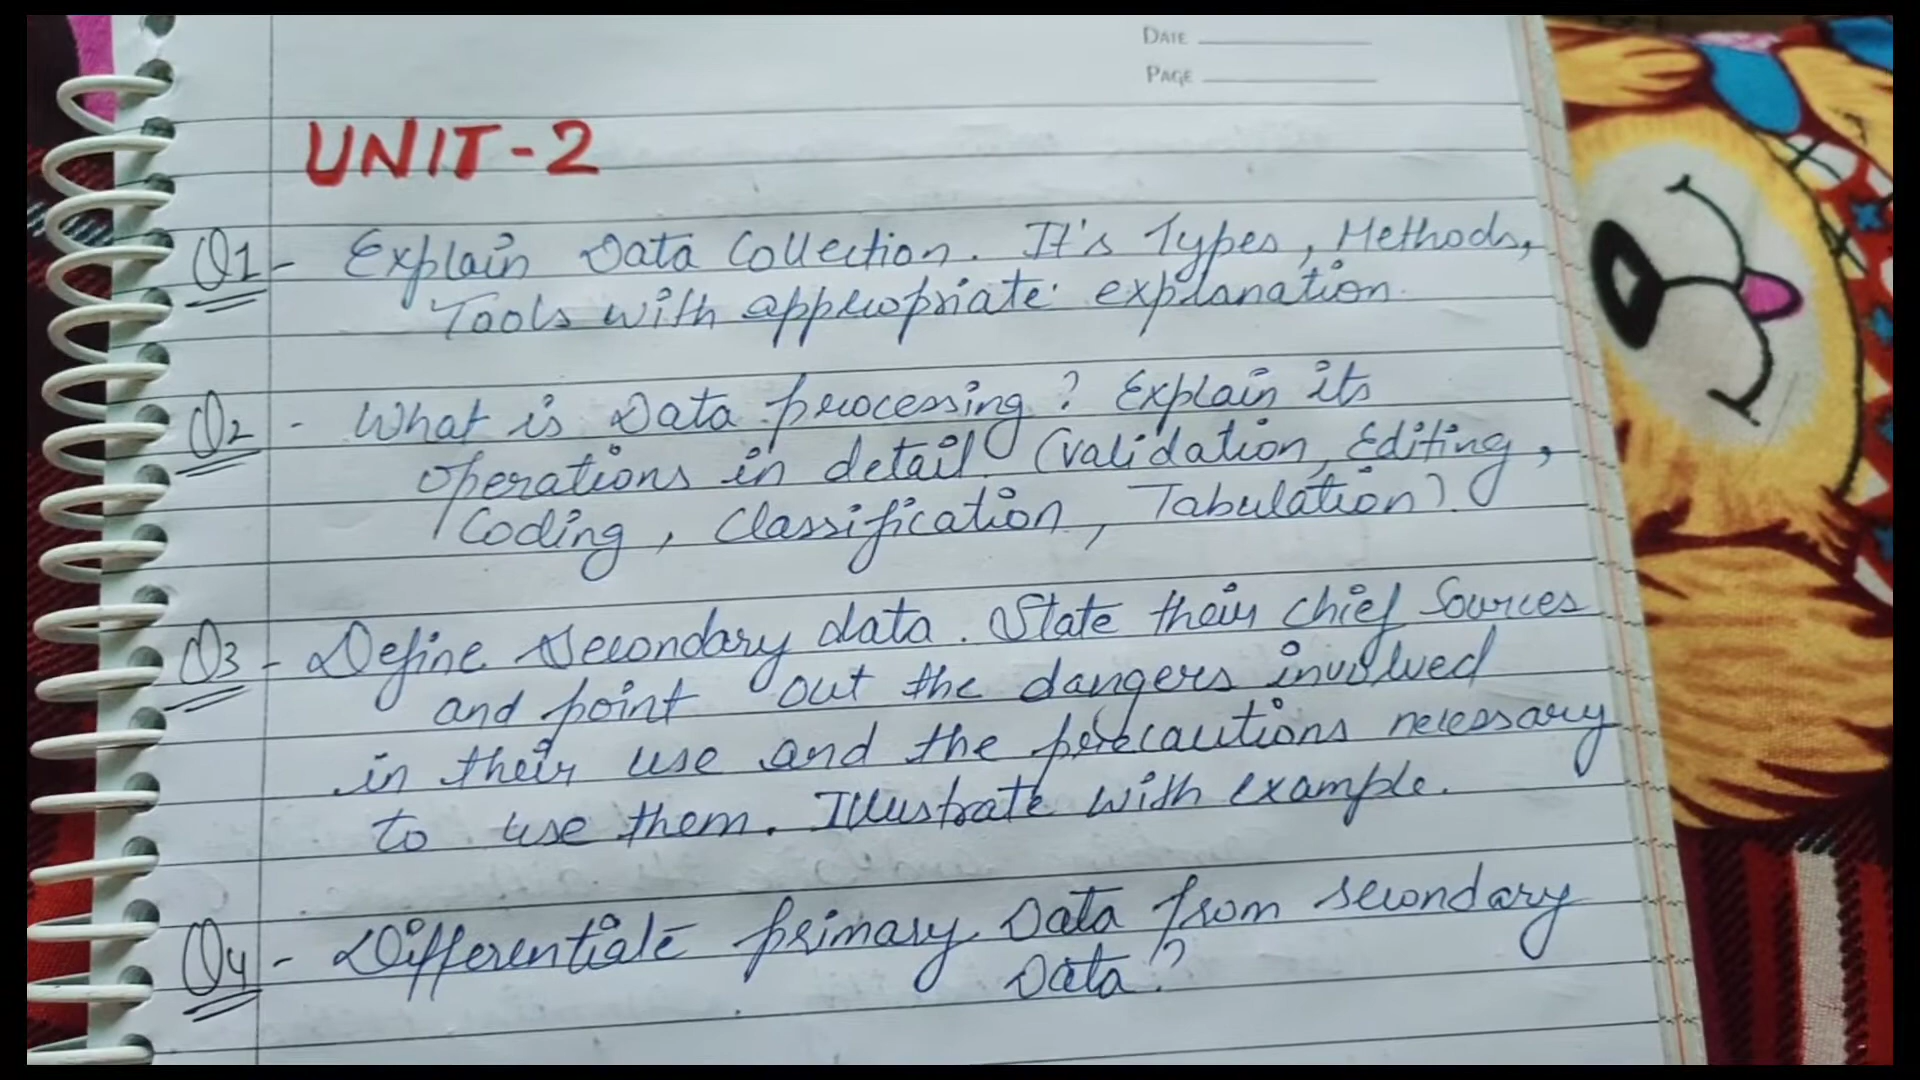 DATE
PAGE
UNIT-2
Q1 - Explain Data Collection. It's Types, Methods,
Tools with appropriate explanation.
Q2 - What is Data processing? Explain its
operations in detail (Validation, Editing,
Coding, Classification, Tabulation).
Q3 - Define Secondary data. State their chief Sources
and point out the dangers involved
in their use and the precautions necessary
to use them. Illustrate with example.
Q4 - Differentiate primary Data from secondary
Data?